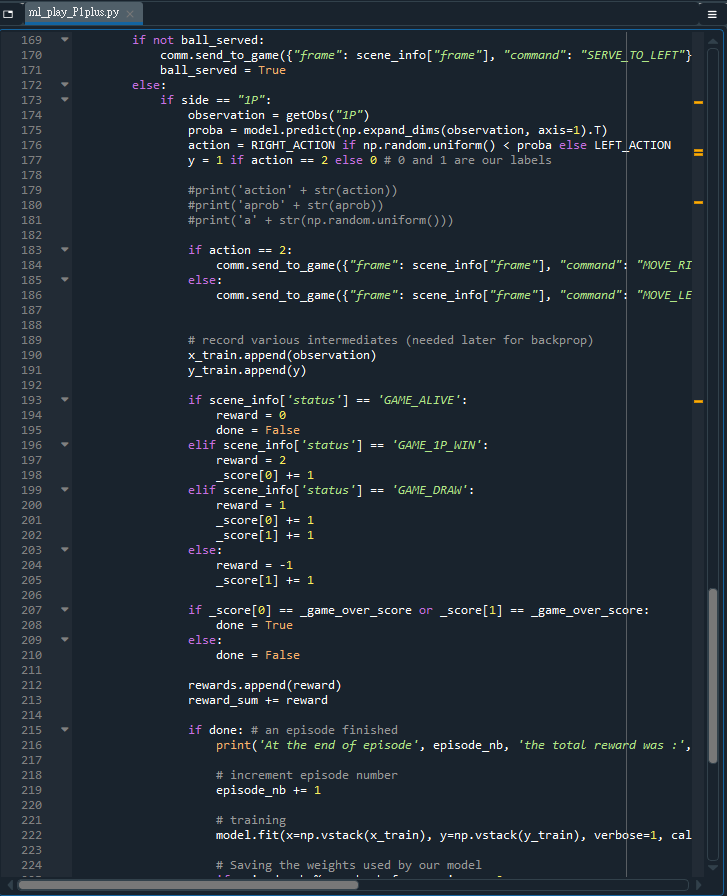 ml_play_P1plus.py
169 if not ball_served:
170 comm.send_to_game({"frame": scene_info["frame"], "command": "SERVE_TO_LEFT"}
171 ball_served = True
172 else:
173 if side == "1P":
174 observation = getObs("1P")
175 proba = model.predict(np.expand_dims(observation, axis=1).T)
176 action = RIGHT_ACTION if np.random.uniform() < proba else LEFT_ACTION
177 y = 1 if action == 2 else 0 # 0 and 1 are our labels
178
179 #print('action' + str(action))
180 #print('aprob' + str(aprob))
181 #print('a' + str(np.random.uniform()))
182
183 if action == 2:
184 comm.send_to_game({"frame": scene_info["frame"], "command": "MOVE_RI
185 else:
186 comm.send_to_game({"frame": scene_info["frame"], "command": "MOVE_LE
187
188
189 # record various intermediates (needed later for backprop)
190 x_train.append(observation)
191 y_train.append(y)
192
193 if scene_info['status'] == 'GAME_ALIVE':
194 reward = 0
195 done = False
196 elif scene_info['status'] == 'GAME_1P_WIN':
197 reward = 2
198 _score[0] += 1
199 elif scene_info['status'] == 'GAME_DRAW':
200 reward = 1
201 _score[0] += 1
202 _score[1] += 1
203 else:
204 reward = -1
205 _score[1] += 1
206
207 if _score[0] == _game_over_score or _score[1] == _game_over_score:
208 done = True
209 else:
210 done = False
211
212 rewards.append(reward)
213 reward_sum += reward
214
215 if done: # an episode finished
216 print('At the end of episode', episode_nb, 'the total reward was :',
217
218 # increment episode number
219 episode_nb += 1
220
221 # training
222 model.fit(x=np.vstack(x_train), y=np.vstack(y_train), verbose=1, cal
223
224 # Saving the weights used by our model